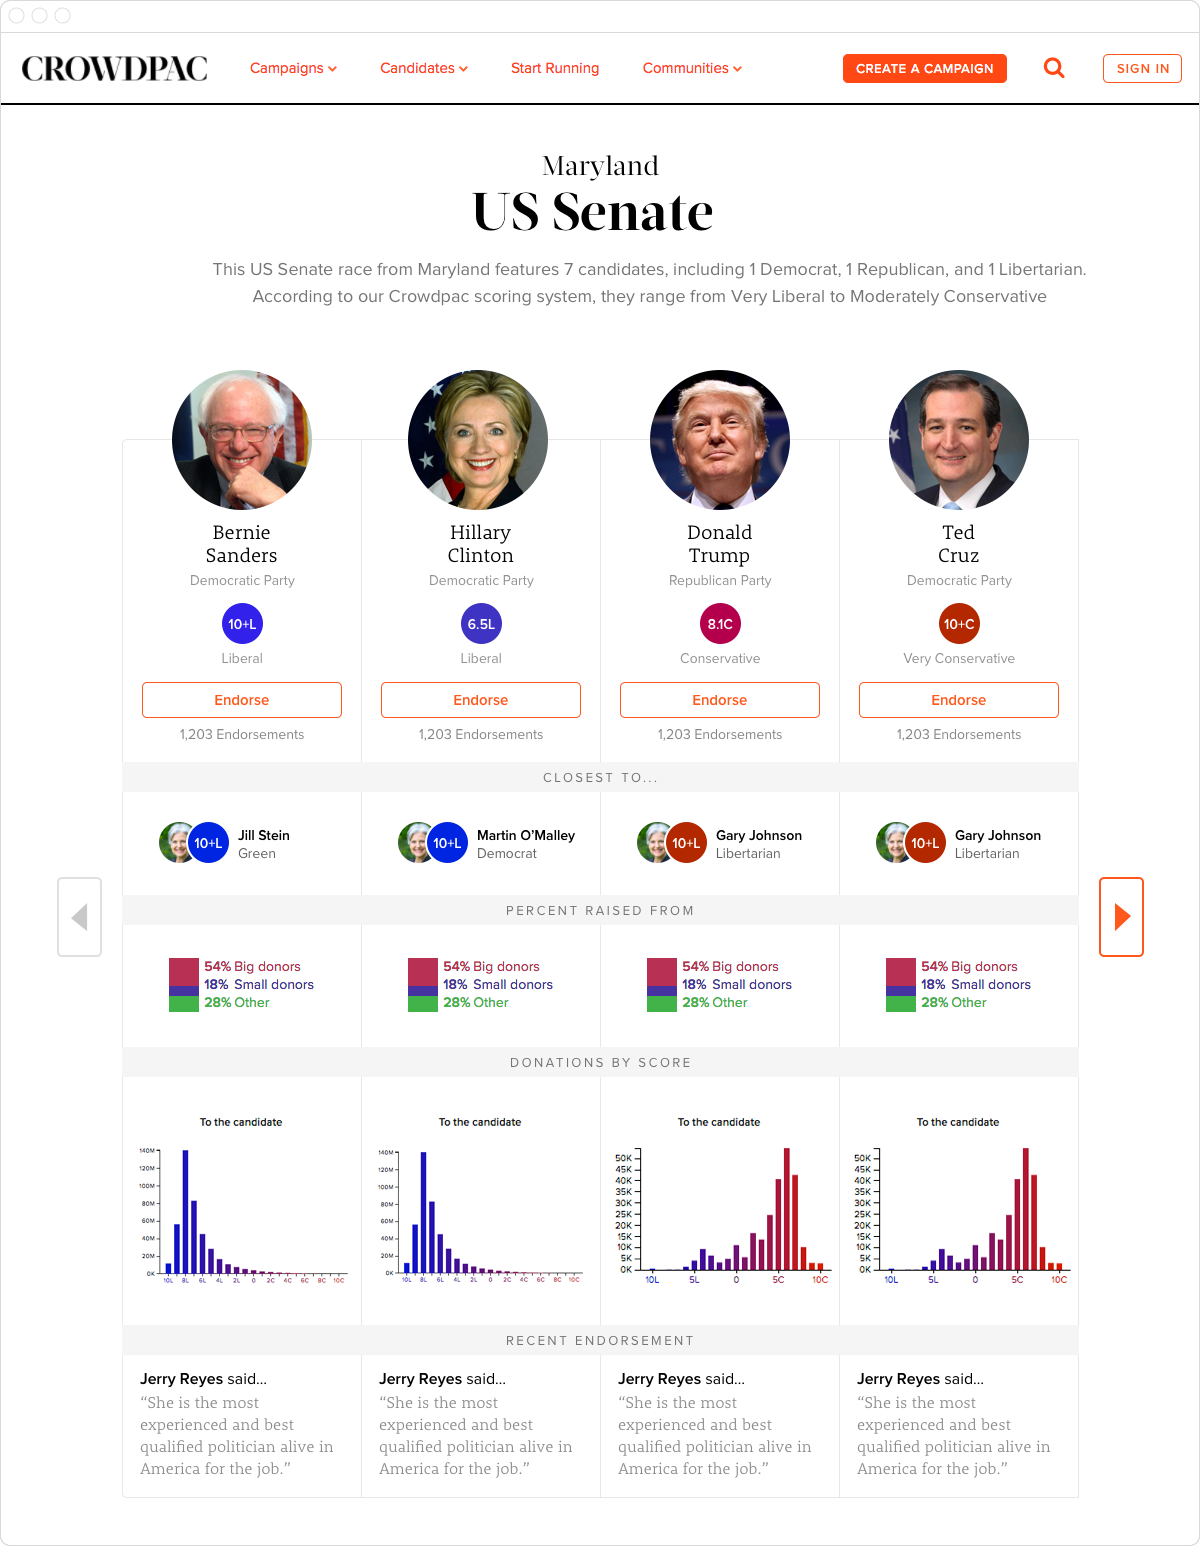 CROWDPAC
Campaigns
Candidates
Start Running
Communities
CREATE A CAMPAIGN
SIGN IN
Maryland
US Senate
This US Senate race from Maryland features 7 candidates, including 1 Democrat, 1 Republican, and 1 Libertarian.
According to our Crowdpac scoring system, they range from Very Liberal to Moderately Conservative
Bernie
Sanders
Democratic Party
10+L
Liberal
Endorse
1,203 Endorsements
Hillary
Clinton
Democratic Party
6.5L
Liberal
Endorse
1,203 Endorsements
Donald
Trump
Republican Party
8.1C
Conservative
Endorse
1,203 Endorsements
Ted
Cruz
Democratic Party
10+C
Very Conservative
Endorse
1,203 Endorsements
CLOSEST TO...
10+L
Jill Stein
Green
10+L
Martin O’Malley
Democrat
10+L
Gary Johnson
Libertarian
10+L
Gary Johnson
Libertarian
PERCENT RAISED FROM
54% Big donors
18% Small donors
28% Other
54% Big donors
18% Small donors
28% Other
54% Big donors
18% Small donors
28% Other
54% Big donors
18% Small donors
28% Other
DONATIONS BY SCORE
To the candidate
140M
120M
100M
80M
60M
40M
20M
0K
10L 8L 6L 4L 2L 0 2C 4C 6C 8C 10C
To the candidate
140M
120M
100M
80M
60M
40M
20M
0K
10L 8L 6L 4L 2L 0 2C 4C 6C 8C 10C
To the candidate
50K
45K
40K
35K
30K
25K
20K
15K
10K
5K
0K
10L 5L 0 5C 10C
To the candidate
50K
45K
40K
35K
30K
25K
20K
15K
10K
5K
0K
10L 5L 0 5C 10C
RECENT ENDORSEMENT
Jerry Reyes said...
“She is the most
experienced and best
qualified politician alive in
America for the job.”
Jerry Reyes said...
“She is the most
experienced and best
qualified politician alive in
America for the job.”
Jerry Reyes said...
“She is the most
experienced and best
qualified politician alive in
America for the job.”
Jerry Reyes said...
“She is the most
experienced and best
qualified politician alive in
America for the job.”